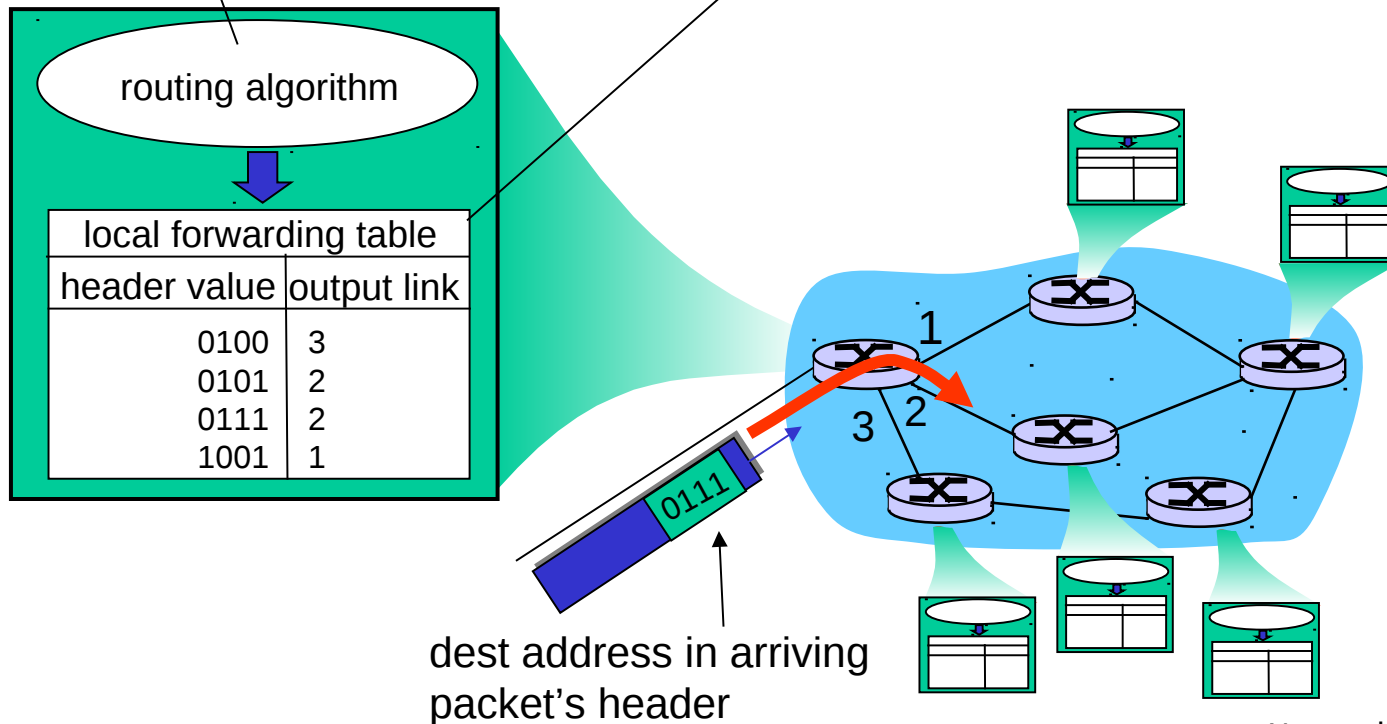 routing algorithm
local forwarding table
header value output link
0100 3
0101 2
0111 2
1001 1
1
2
3
0111
dest address in arriving
packet's header